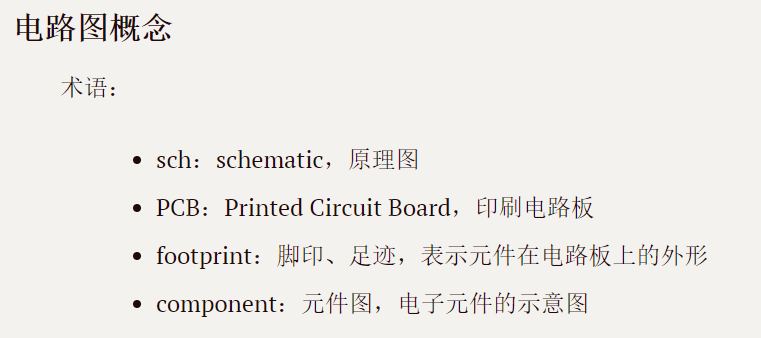 电路图概念
术语：
• sch：schematic，原理图
• PCB：Printed Circuit Board，印刷电路板
• footprint：脚印、足迹，表示元件在电路板上的外形
• component：元件图，电子元件的示意图